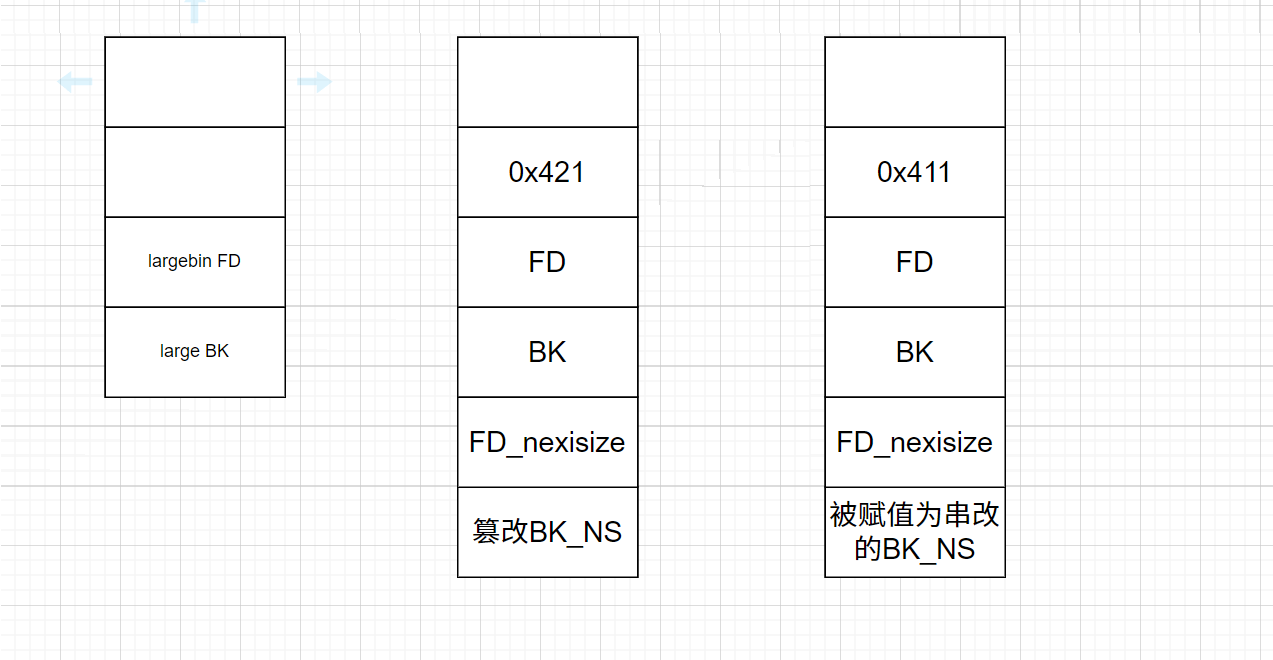 largebin FD
large BK
0x421
FD
BK
FD_nexisize
篡改BK_NS
0x411
FD
BK
FD_nexisize
被赋值为串改
的BK_NS